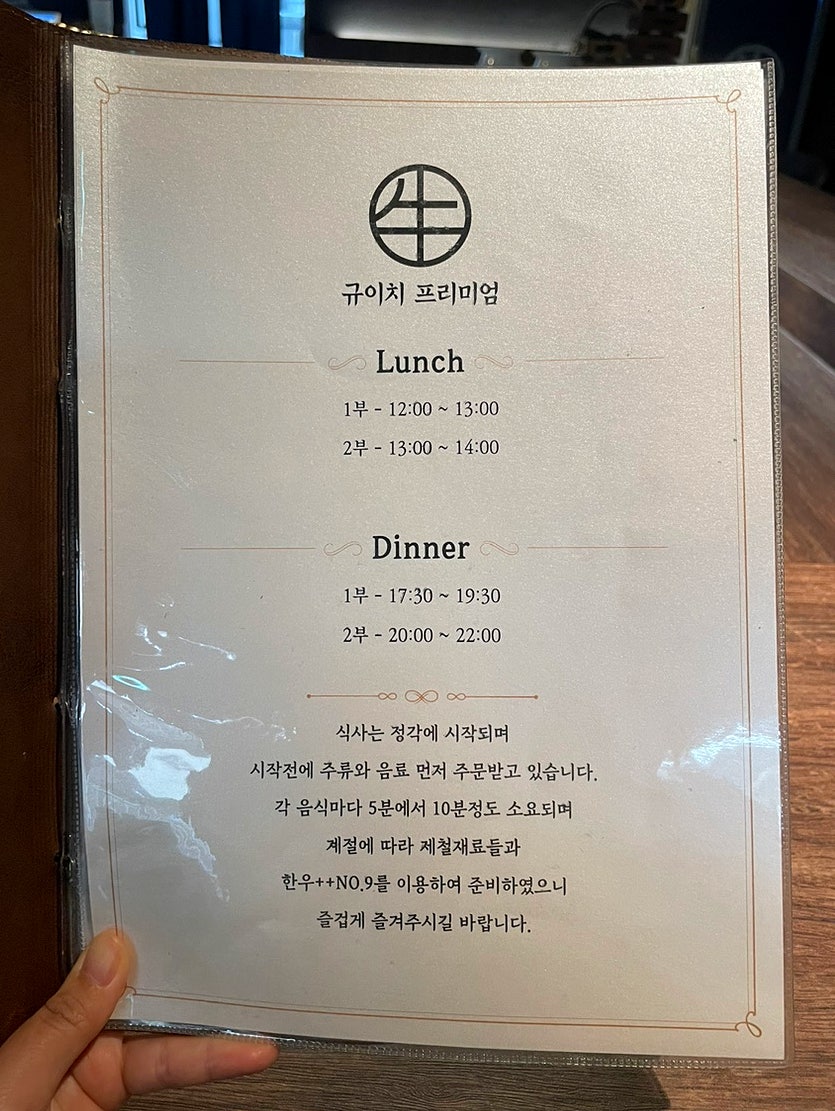 牛
규이치 프리미엄
Lunch
1부 - 12:00 ~ 13:00
2부 - 13:00 ~ 14:00
Dinner
1부 - 17:30 ~ 19:30
2부 - 20:00 ~ 22:00
식사는 정각에 시작되며
시작전에 주류와 음료 먼저 주문받고 있습니다.
각 음식마다 5분에서 10분정도 소요되며
계절에 따라 제철재료들과
한우++NO.9를 이용하여 준비하였으니
즐겁게 즐겨주시길 바랍니다.